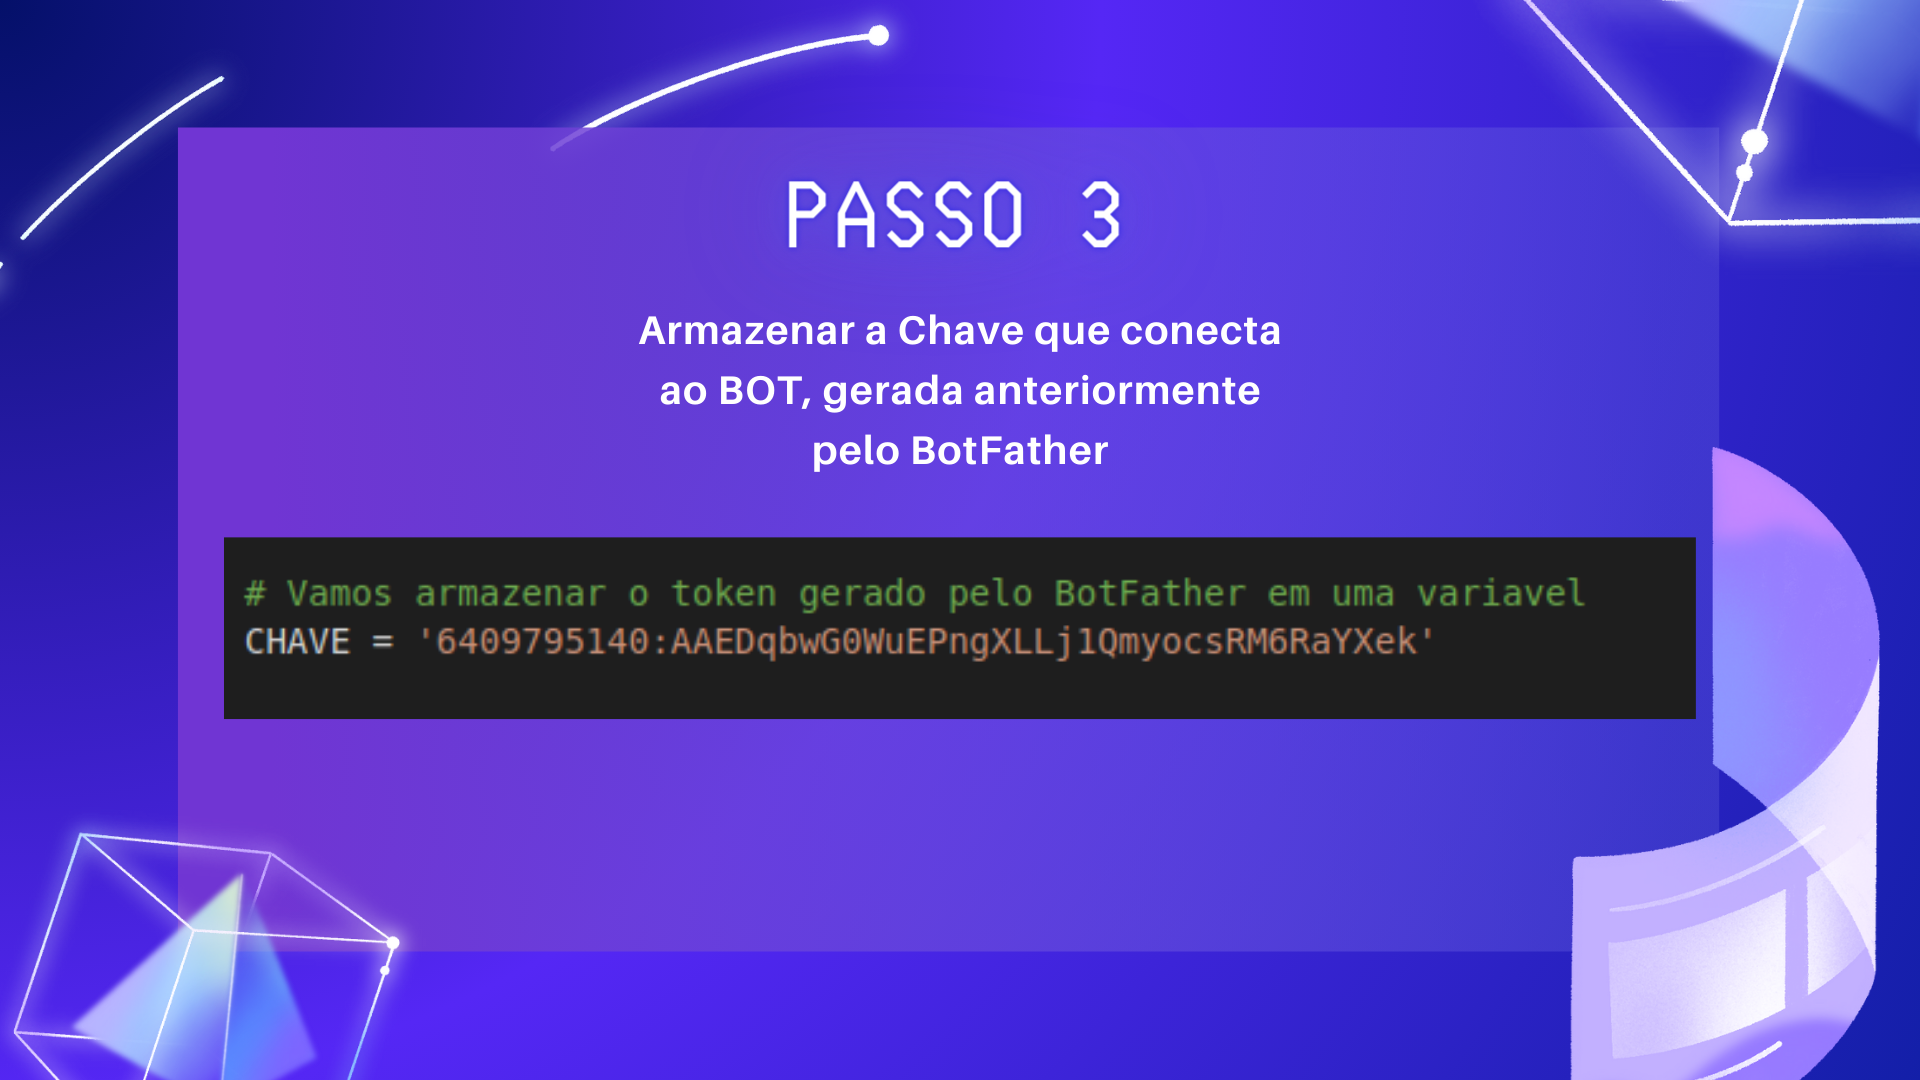 PASSO 3
Armazenar a Chave que conecta
ao BOT, gerada anteriormente
pelo BotFather
# Vamos armazenar o token gerado pelo BotFather em uma variavel
CHAVE = '6409795140:AAEDqbwG0WuEPngXLLj1QmyocsRM6RaYXek'